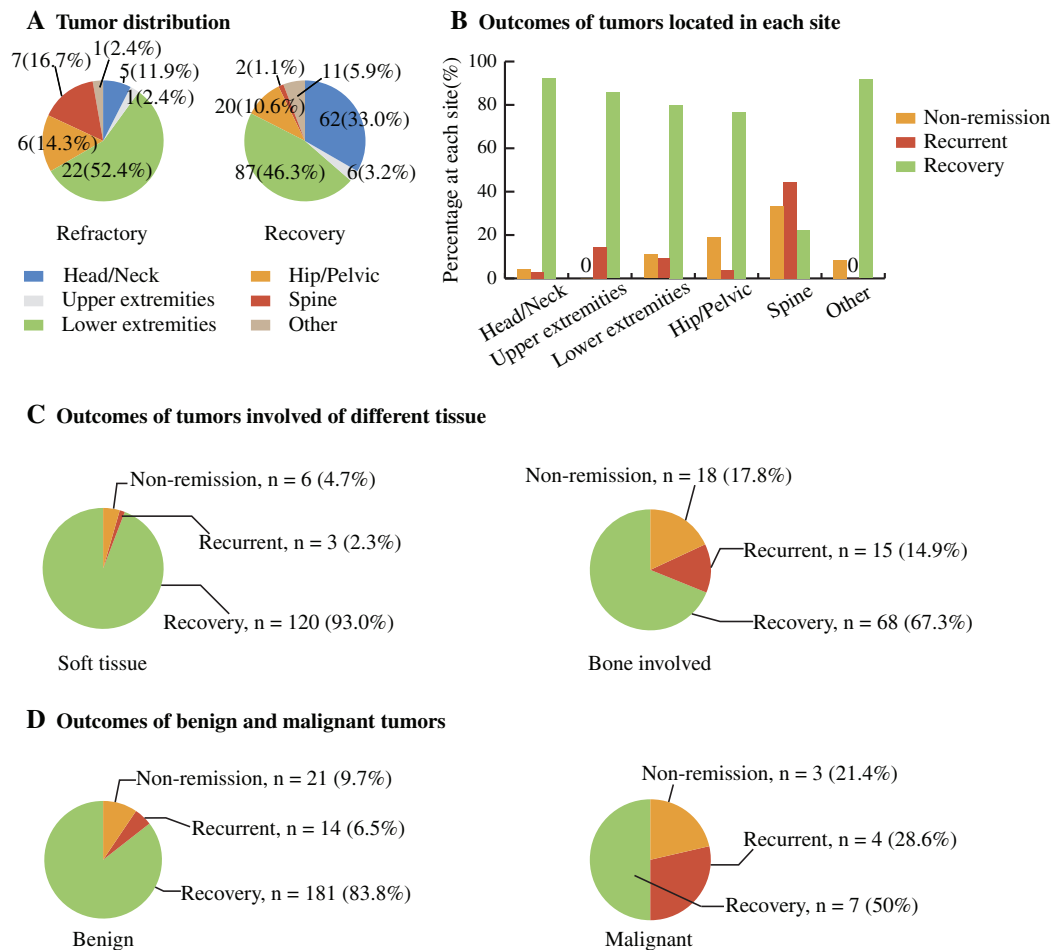 A Tumor distribution
1(2.4%)
7(16.7%)
5(11.9%)
1(2.4%)
6(14.3%)
22(52.4%)
Refractory
2(1.1%)
11(5.9%)
20(10.6%)
62(33.0%)
87(46.3%)
6(3.2%)
Recovery
Head/Neck
Upper extremities
Lower extremities
Hip/Pelvic
Spine
Other
B Outcomes of tumors located in each site
Percentage at each site(%)
100
80
60
40
20
0
0
0
Head/Neck
Upper extremities
Lower extremities
Hip/Pelvic
Spine
Other
Non-remission
Recurrent
Recovery
C Outcomes of tumors involved of different tissue
Non-remission, n = 6 (4.7%)
Recurrent, n = 3 (2.3%)
Recovery, n = 120 (93.0%)
Soft tissue
Non-remission, n = 18 (17.8%)
Recurrent, n = 15 (14.9%)
Recovery, n = 68 (67.3%)
Bone involved
D Outcomes of benign and malignant tumors
Non-remission, n = 21 (9.7%)
Recurrent, n = 14 (6.5%)
Recovery, n = 181 (83.8%)
Benign
Non-remission, n = 3 (21.4%)
Recurrent, n = 4 (28.6%)
Recovery, n = 7 (50%)
Malignant